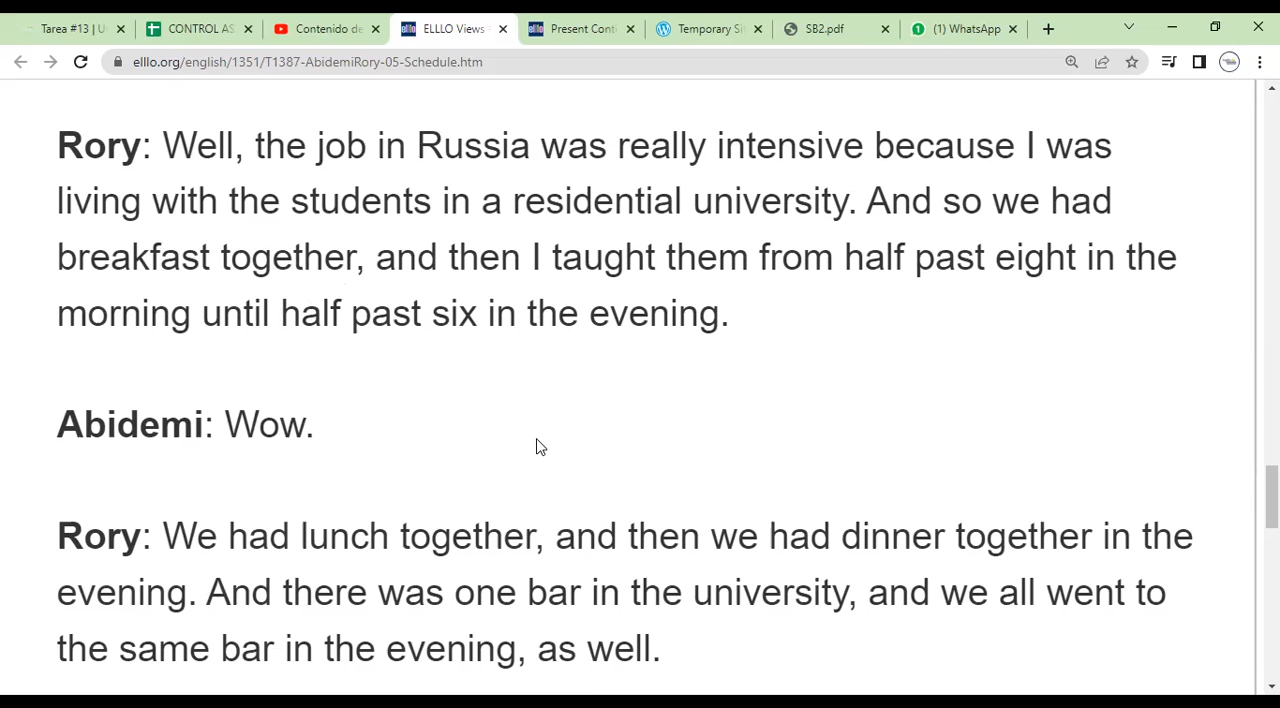 Tarea #13 | U
CONTROL AS
Contenido de
elllo ELLLO Views
elllo Present Cont
Temporary Si
SB2.pdf
1 (1) WhatsApp
elllo.org/english/1351/T1387-AbidemiRory-05-Schedule.htm
Rory: Well, the job in Russia was really intensive because I was
living with the students in a residential university. And so we had
breakfast together, and then I taught them from half past eight in the
morning until half past six in the evening.
Abidemi: Wow.
Rory: We had lunch together, and then we had dinner together in the
evening. And there was one bar in the university, and we all went to
the same bar in the evening, as well.